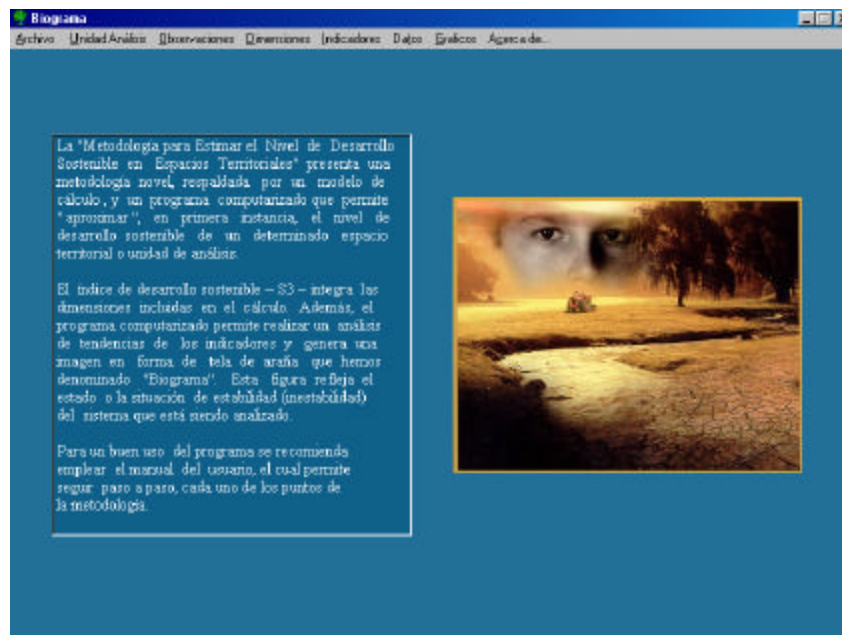 Biograma
Archivo Unidad Análisis Observaciones Dimensiones Indicadores Datos Graficos Acerca de...
La "Metodología para Estimar el Nivel de Desarrollo
Sostenible en Espacios Territoriales" presenta una
metodología novel, respaldada por un modelo de
cálculo, y un programa computarizado que permite
"aproximar", en primera instancia, el nivel de
desarrollo sostenible de un determinado espacio
territorial o unidad de análisis.
El índice de desarrollo sostenible – S3 – integra las
dimensiones incluidas en el cálculo. Además, el
programa computarizado permite realizar un análisis
de tendencias de los indicadores y genera una
imagen en forma de tela de araña que hemos
denominado "Biograma". Esta figura refleja el
estado o la situación de estabilidad (inestabilidad)
del sistema que está siendo analizado.
Para un buen uso del programa se recomienda
emplear el manual del usuario, el cual permite
seguir paso a paso, cada uno de los puntos de
la metodología.